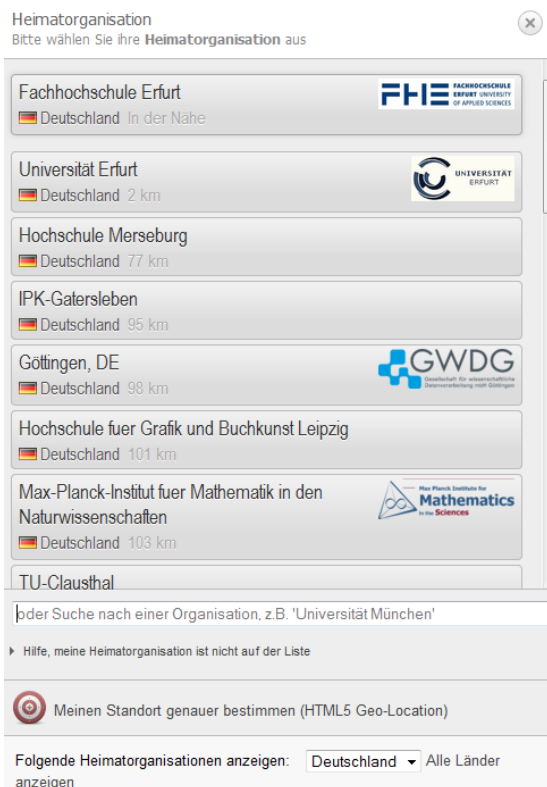 Heimatorganisation
Bitte wählen Sie ihre Heimatorganisation aus
Fachhochschule Erfurt
Deutschland In der Nähe
FHE
FACHHOCHSCHULE
ERFURT UNIVERSITY
OF APPLIED SCIENCES
Universität Erfurt
Deutschland 2 km
UNIVERSITÄT
ERFURT
Hochschule Merseburg
Deutschland 77 km
IPK-Gatersleben
Deutschland 95 km
Göttingen, DE
Deutschland 98 km
GWDG
Gesellschaft für wissenschaftliche
Datenverarbeitung mbH Göttingen
Hochschule fuer Grafik und Buchkunst Leipzig
Deutschland 101 km
Max-Planck-Institut fuer Mathematik in den
Naturwissenschaften
Deutschland 103 km
Max Planck Institute for
Mathematics
in the Sciences
TU-Clausthal
oder Suche nach einer Organisation, z.B. 'Universität München'
Hilfe, meine Heimatorganisation ist nicht auf der Liste
Meinen Standort genauer bestimmen (HTML5 Geo-Location)
Folgende Heimatorganisationen anzeigen: Deutschland Alle Länder
anzeigen